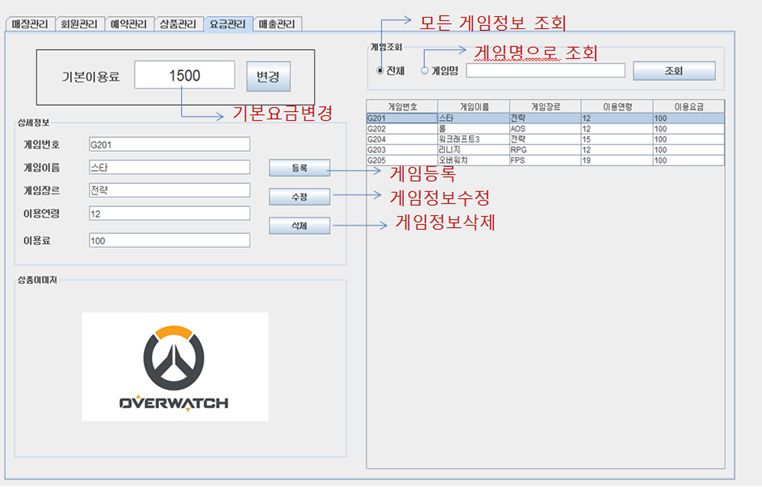 매장관리 회원관리 예약관리 상품관리 요금관리 매출관리
모든 게임정보 조회
게임조회
게임명으로 조회
전체 게임명 조회
기본이용료 1500 변경
기본요금변경
상세정보
게임번호 G201
게임이름 스타
게임장르 전략
이용연령 12
이용료 100
등록
수정
삭제
게임등록
게임정보수정
게임정보삭제
게임번호 게임이름 게임장르 이용연령 이용요금
G201 스타 전략 12 100
G202 롤 AOS 12 100
G204 워크래프트3 전략 15 100
G203 리니지 RPG 12 100
G205 오버워치 FPS 19 100
상품이미지
OVERWATCH